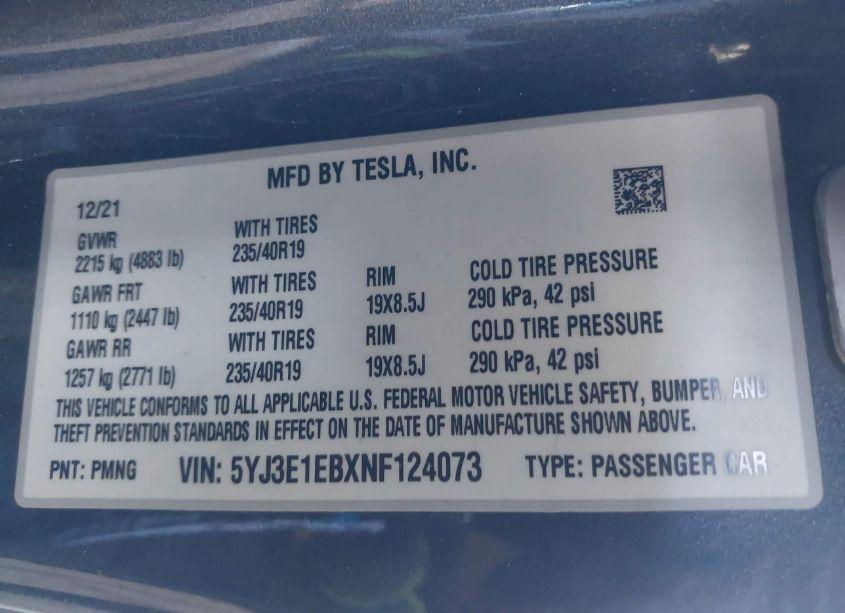 MFD BY TESLA, INC.
12/21
GVWR WITH TIRES
2215 kg (4883 lb) 235/40R19
GAWR FRT WITH TIRES RIM COLD TIRE PRESSURE
1110 kg (2447 lb) 235/40R19 19X8.5J 290 kPa, 42 psi
GAWR RR WITH TIRES RIM COLD TIRE PRESSURE
1257 kg (2771 lb) 235/40R19 19X8.5J 290 kPa, 42 psi
THIS VEHICLE CONFORMS TO ALL APPLICABLE U.S. FEDERAL MOTOR VEHICLE SAFETY, BUMPER, AND
THEFT PREVENTION STANDARDS IN EFFECT ON THE DATE OF MANUFACTURE SHOWN ABOVE.
PNT: PMNG VIN: 5YJ3E1EBXNF124073 TYPE: PASSENGER CAR